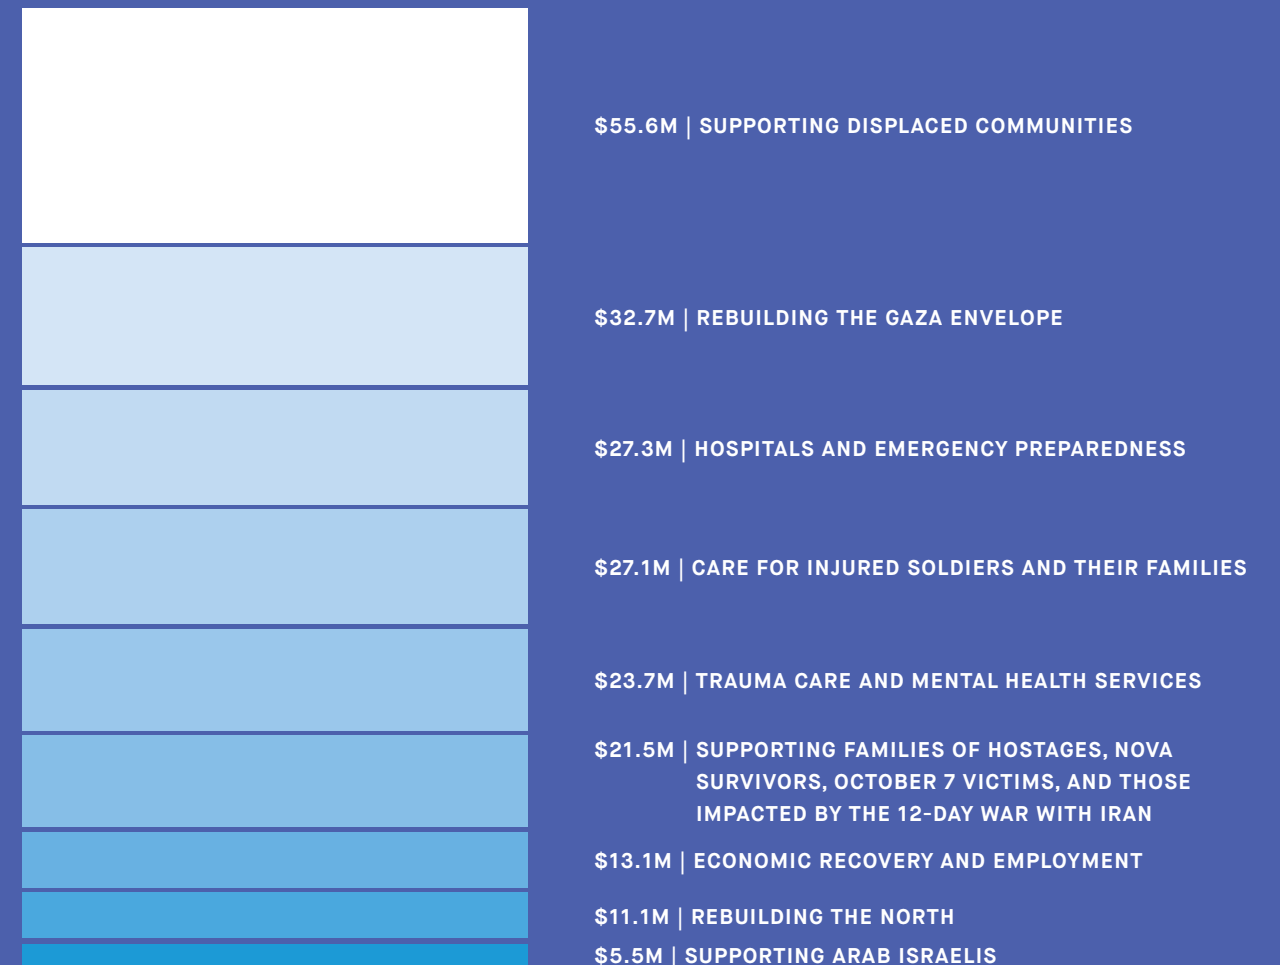 $55.6M | SUPPORTING DISPLACED COMMUNITIES
$32.7M | REBUILDING THE GAZA ENVELOPE
$27.3M | HOSPITALS AND EMERGENCY PREPAREDNESS
$27.1M | CARE FOR INJURED SOLDIERS AND THEIR FAMILIES
$23.7M | TRAUMA CARE AND MENTAL HEALTH SERVICES
$21.5M | SUPPORTING FAMILIES OF HOSTAGES, NOVA
SURVIVORS, OCTOBER 7 VICTIMS, AND THOSE
IMPACTED BY THE 12-DAY WAR WITH IRAN
$13.1M | ECONOMIC RECOVERY AND EMPLOYMENT
$11.1M | REBUILDING THE NORTH
$5.5M | SUPPORTING ARAB ISRAELIS